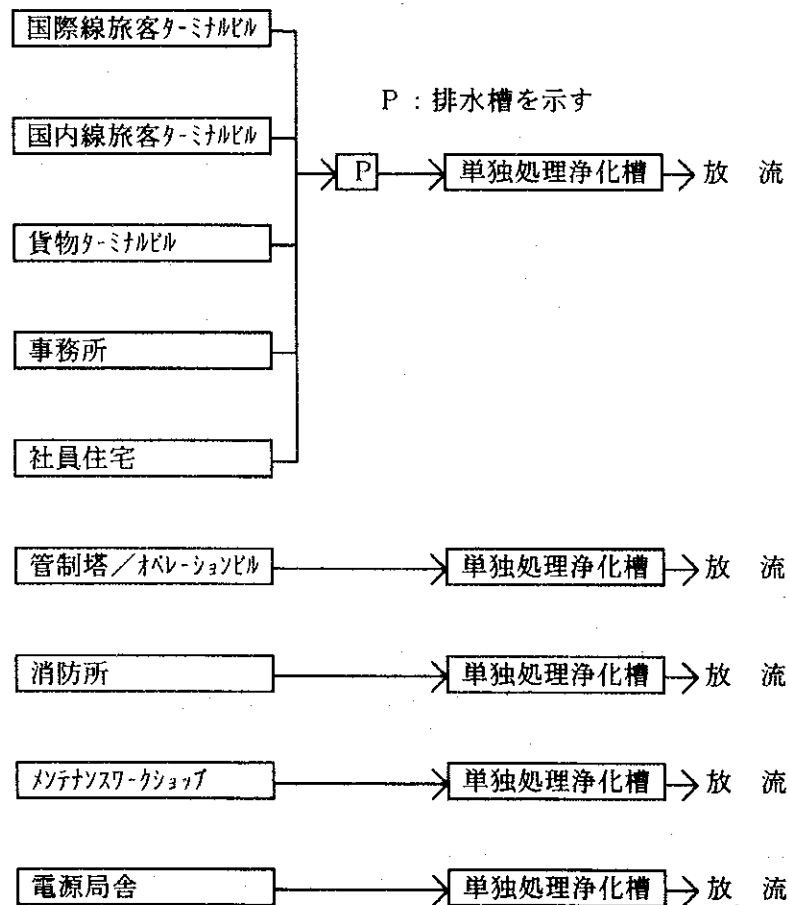 国際線旅客ターミナルビル
P:排水槽を示す
国内線旅客ターミナルビル
P 単独処理浄化槽 放 流
貨物ターミナルビル
事務所
社員住宅
管制塔/オペレーションビル 単独処理浄化槽 放 流
消防所 単独処理浄化槽 放 流
メンテナンスワークショップ 単独処理浄化槽 放 流
電源局舎 単独処理浄化槽 放 流